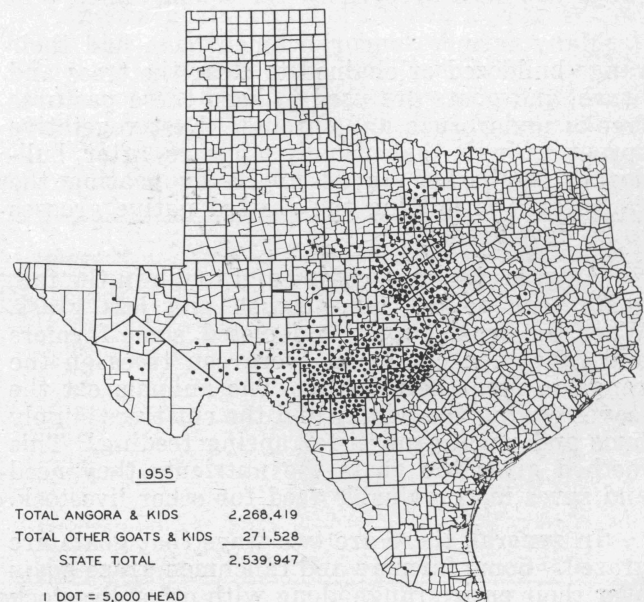 1955
TOTAL ANGORA & KIDS 2,268,419
TOTAL OTHER GOATS & KIDS 271,528
STATE TOTAL 2,539,947
1 DOT = 5,000 HEAD